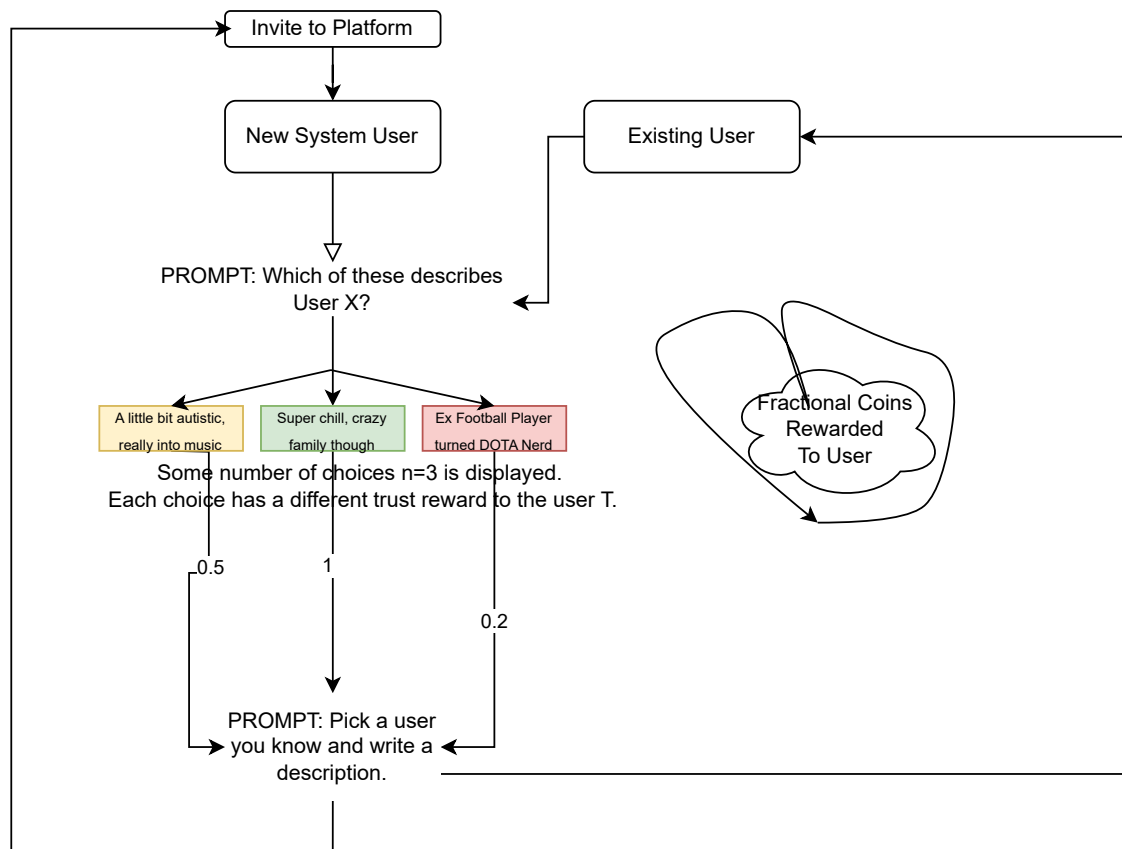 Invite to Platform
New System User
Existing User
PROMPT: Which of these describes
User X?
A little bit autistic,
really into music
Super chill, crazy
family though
Ex Football Player
turned DOTA Nerd
Fractional Coins
Rewarded
To User
Some number of choices n=3 is displayed.
Each choice has a different trust reward to the user T.
0.5
1
0.2
PROMPT: Pick a user
you know and write a
description.